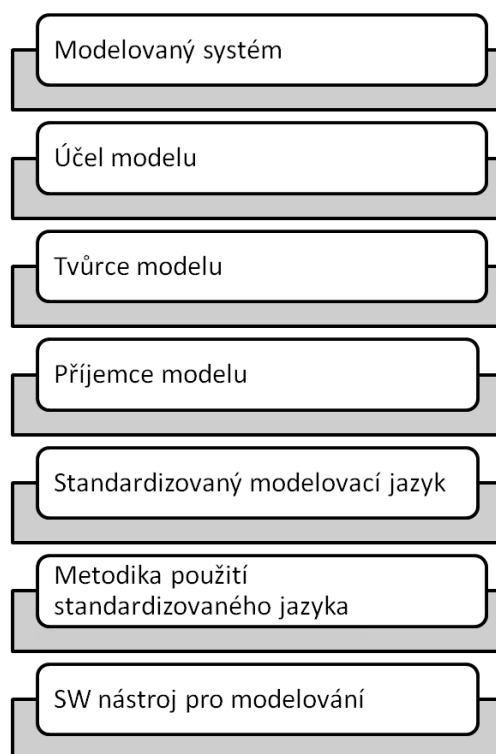 Modelovaný systém
Účel modelu
Tvůrce modelu
Příjemce modelu
Standardizovaný modelovací jazyk
Metodika použití
standardizovaného jazyka
SW nástroj pro modelování